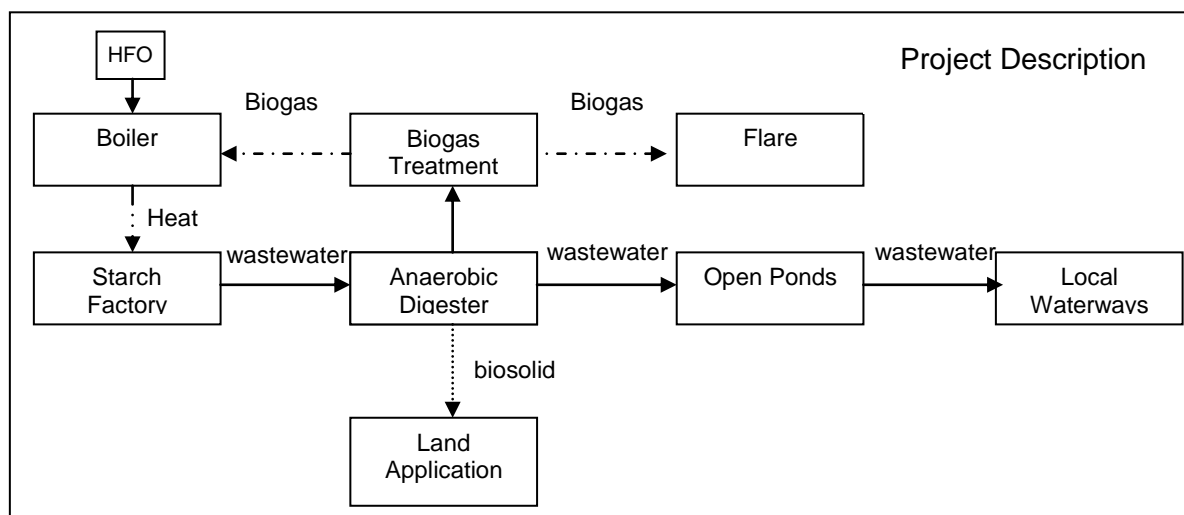 Project Description
HFO
Biogas
Biogas
Boiler
Biogas
Treatment
Flare
Heat
wastewater
wastewater
wastewater
Starch
Factory
Anaerobic
Digester
Open Ponds
Local
Waterways
biosolid
Land
Application